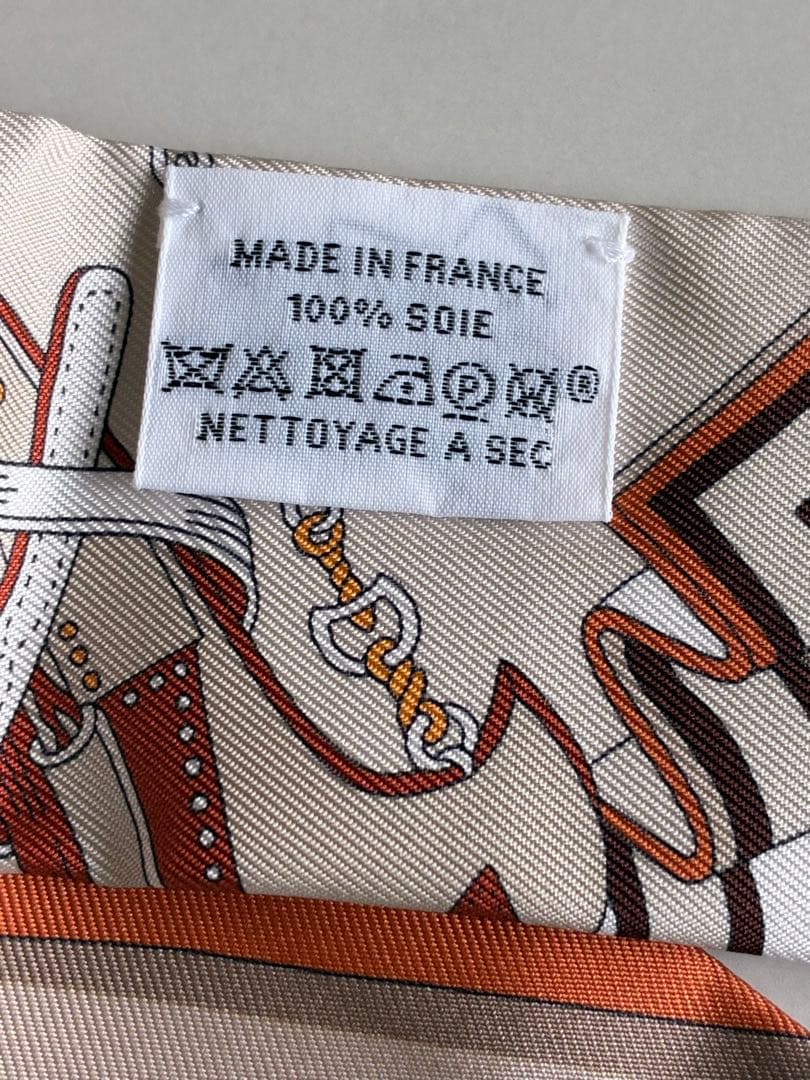 MADE IN FRANCE
100% SOIE
P ®
NETTOYAGE A SEC